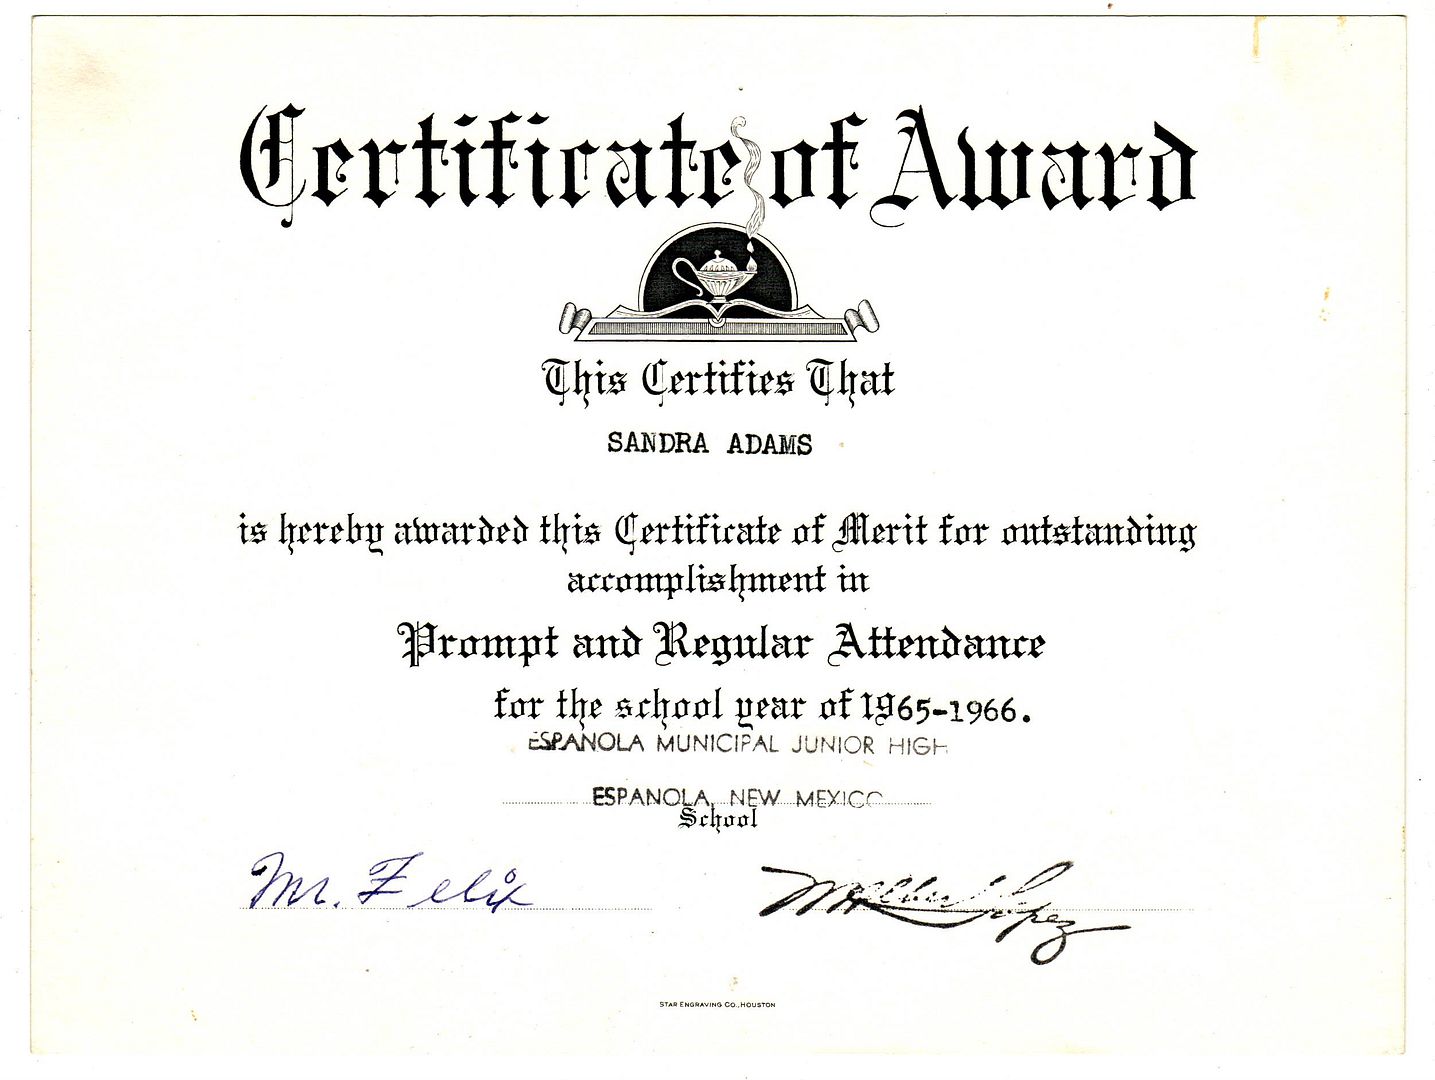 Certificate of Award
This Certifies That
SANDRA ADAMS
is hereby awarded this Certificate of Merit for outstanding
accomplishment in
Prompt and Regular Attendance
for the school year of 1965-1966.
ESPANOLA MUNICIPAL JUNIOR HIGH
ESPANOLA, NEW MEXICO
School
Mr. Felix
Lopez
STAR ENGRAVING CO., HOUSTON